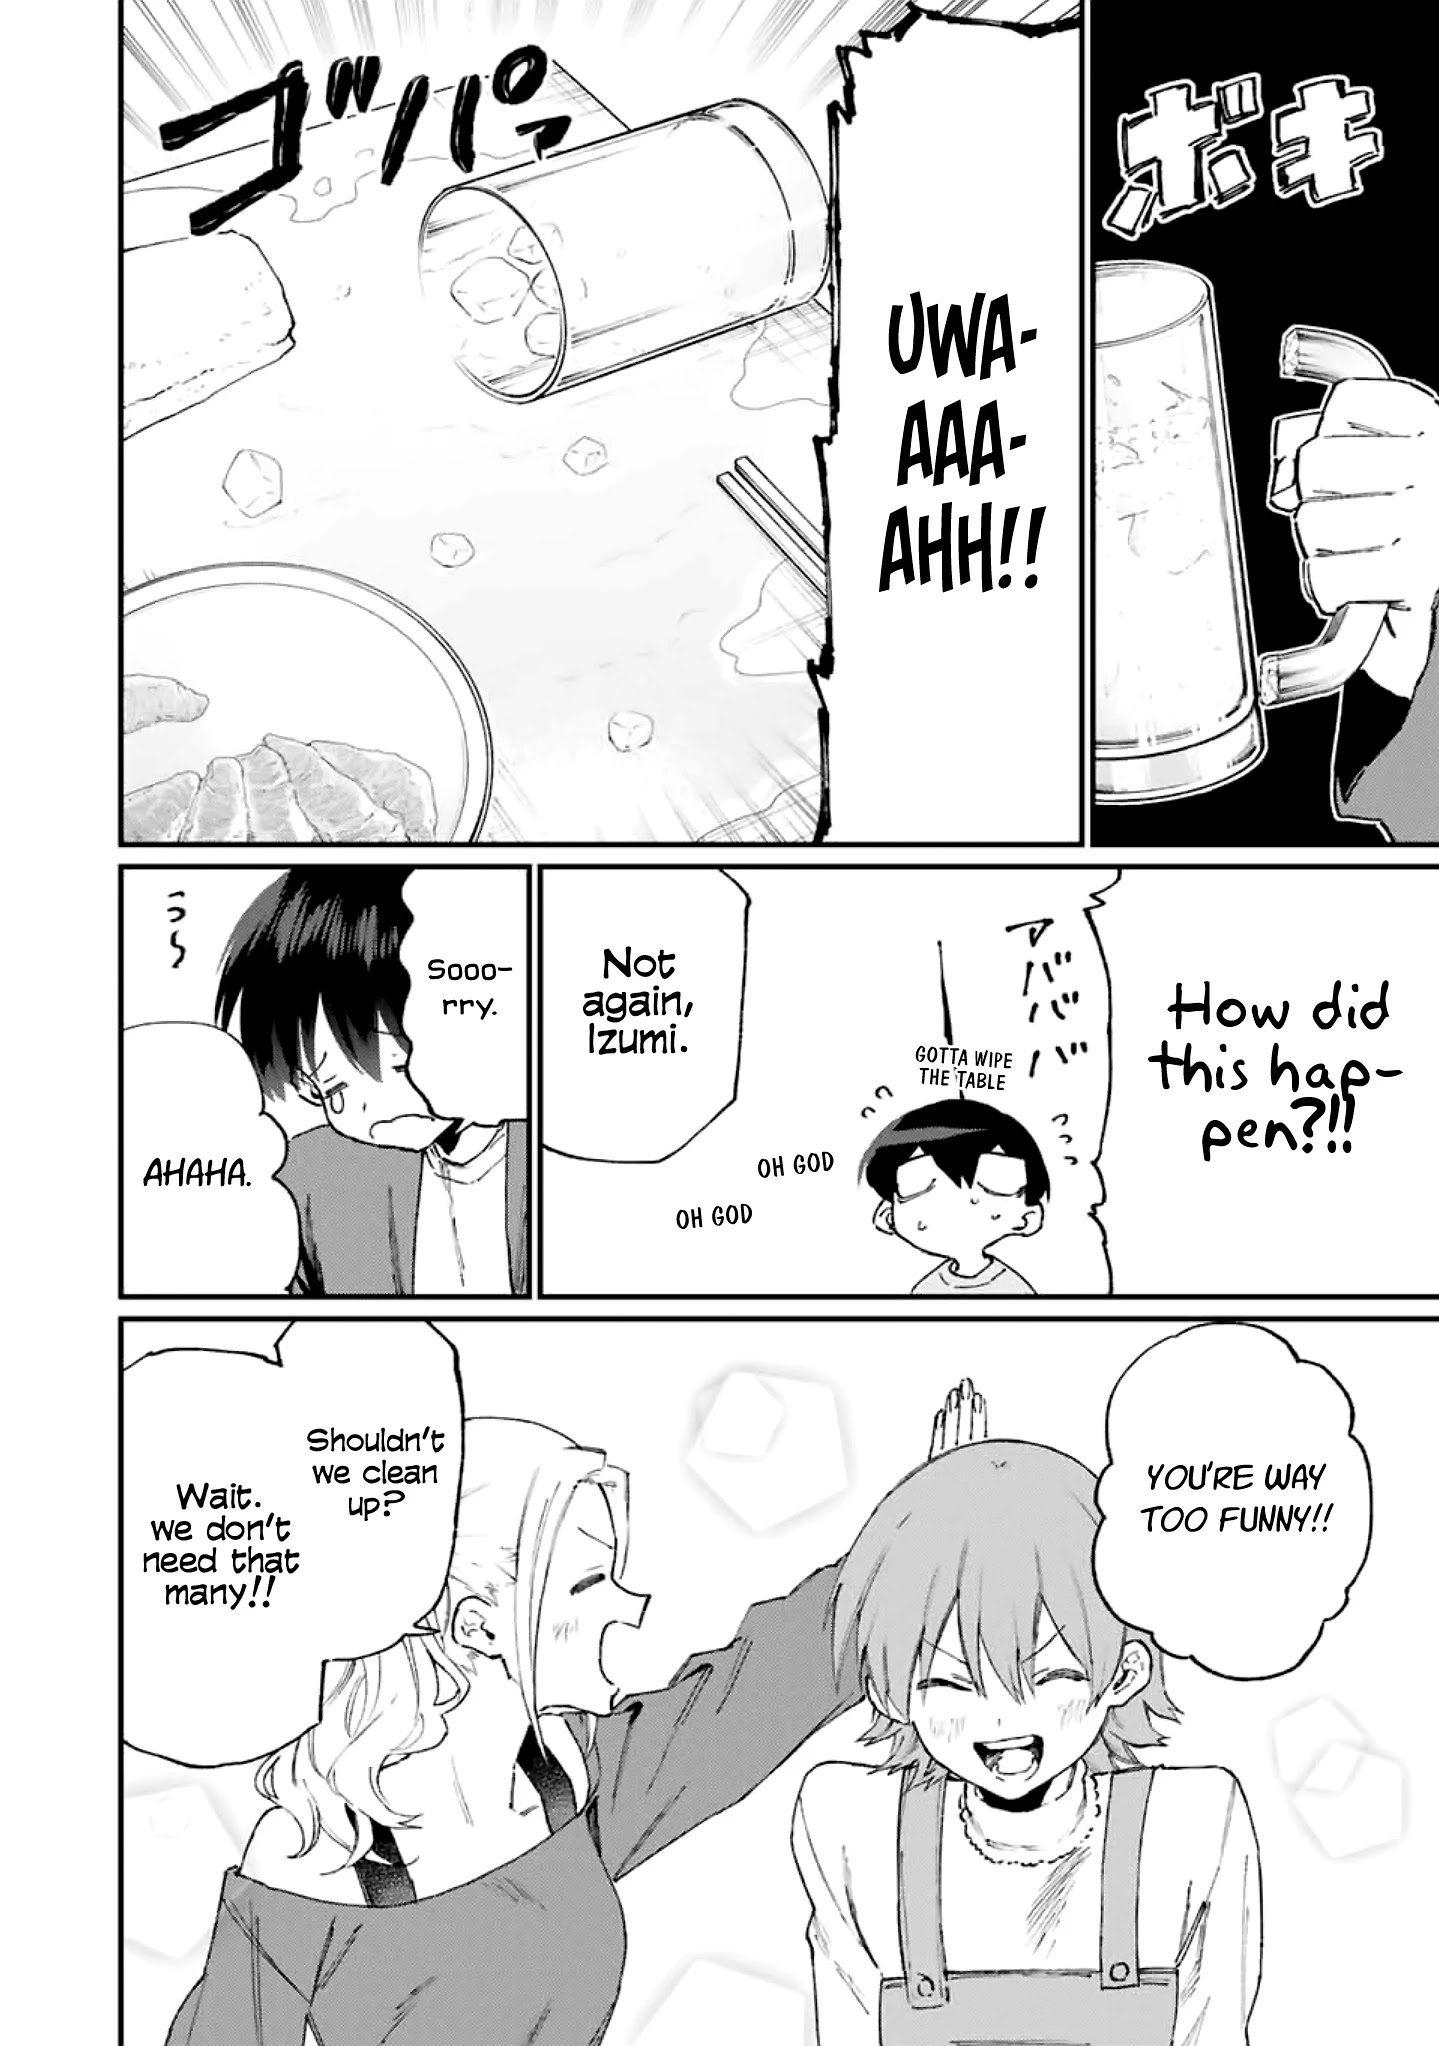 ボキ
UWA-
AAA-
AHH!!
ゴパァ
How did
this hap-
pen?!!
アババババ
GOTTA WIPE
THE TABLE
OH GOD
OH GOD
Not
again,
Izumi.
Sooo-
rry.
うっ〜
AHAHA.
YOU'RE WAY
TOO FUNNY!!
Shouldn't
we clean
up?
Wait.
we don't
need that
many!!